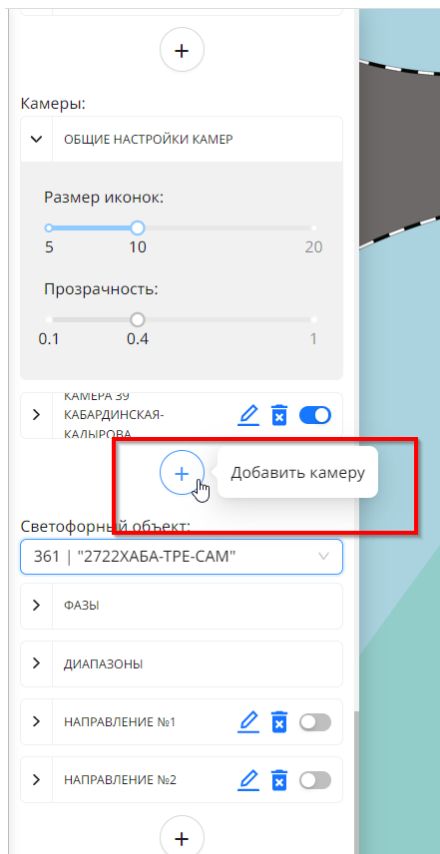 Камеры:
ОБЩИЕ НАСТРОЙКИ КАМЕР
Размер иконок:
5 10 20
Прозрачность:
0.1 0.4 1
КАМЕРА 39
КАБАРДИНСКАЯ-
КАДЫРОВА
Добавить камеру
Светофорный объект:
361 | "2722ХАБА-ТРЕ-САМ"
ФАЗЫ
ДИАПАЗОНЫ
НАПРАВЛЕНИЕ №1
НАПРАВЛЕНИЕ №2